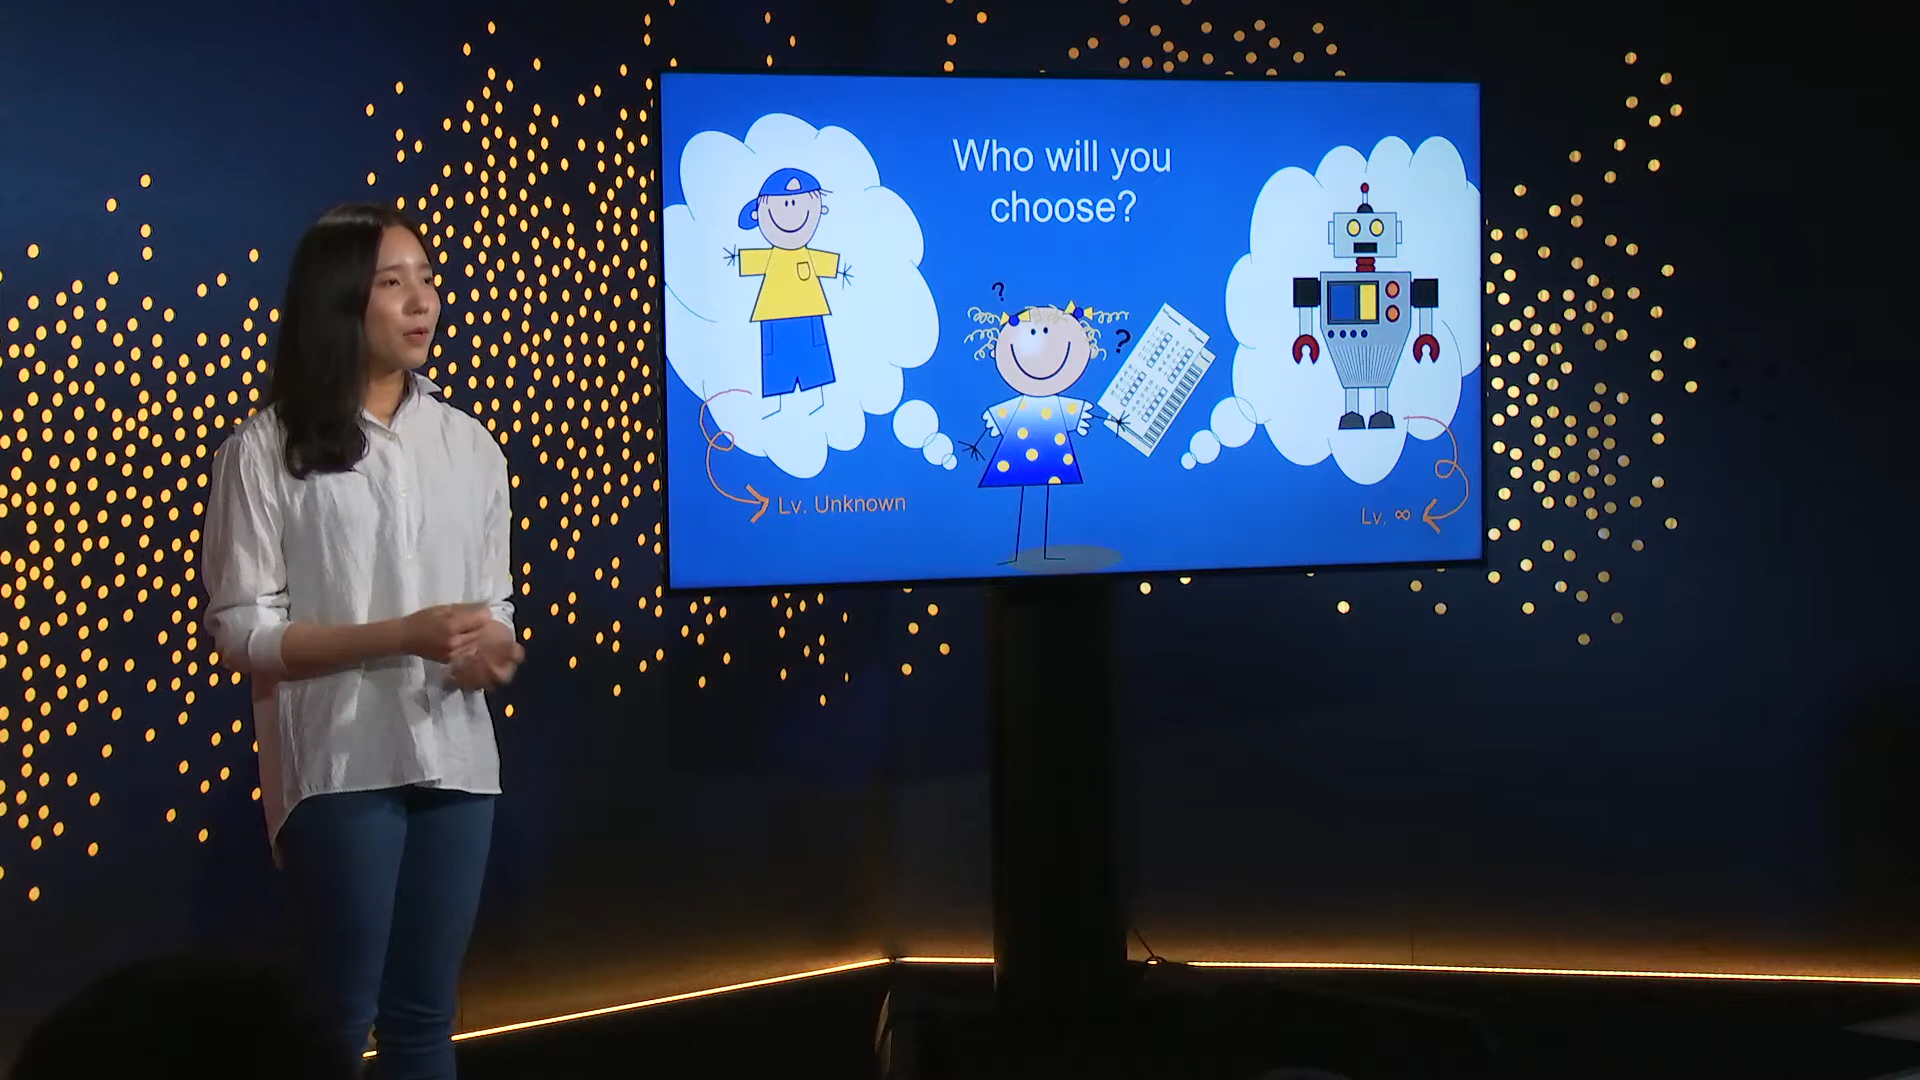 Who will you
choose?
?
?
Lv. Unknown
Lv. ∞